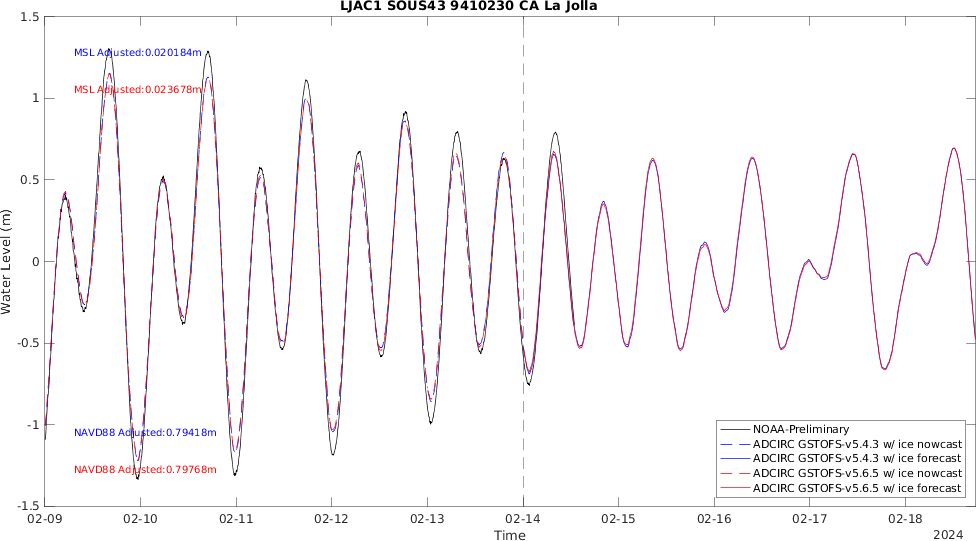 LJAC1 SOUS43 9410230 CA La Jolla
1.5
1
0.5
0
-0.5
-1
-1.5
Water Level (m)
MSL Adjusted:0.020184m
MSL Adjusted:0.023678m
NAVD88 Adjusted:0.79418m
NAVD88 Adjusted:0.79768m
NOAA-Preliminary
ADCIRC GSTOFS-v5.4.3 w/ ice nowcast
ADCIRC GSTOFS-v5.4.3 w/ ice forecast
ADCIRC GSTOFS-v5.6.5 w/ ice nowcast
ADCIRC GSTOFS-v5.6.5 w/ ice forecast
02-09 02-10 02-11 02-12 02-13 02-14 02-15 02-16 02-17 02-18
Time
2024